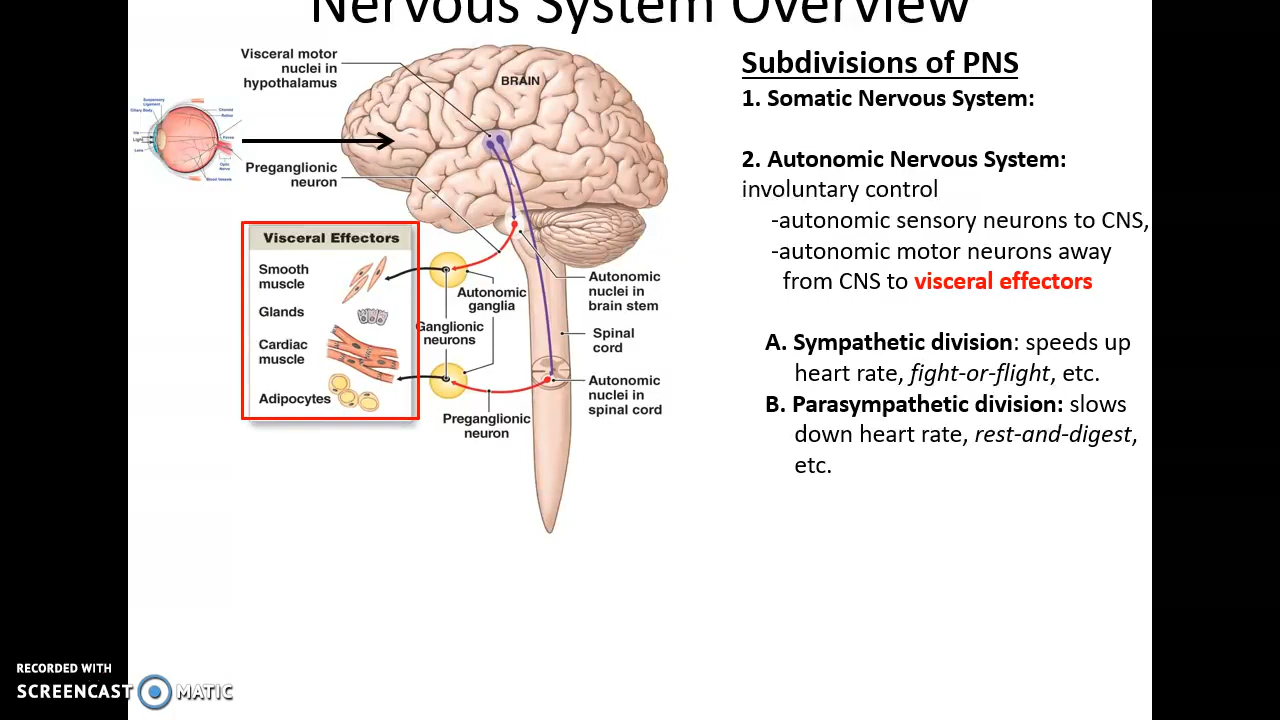 Nervous System Overview
Visceral motor
nuclei in
hypothalamus
BRAIN
Preganglionic
neuron
Visceral Effectors
Smooth
muscle
Glands
Cardiac
muscle
Adipocytes
Autonomic
ganglia
Ganglionic
neurons
Preganglionic
neuron
Autonomic
nuclei in
brain stem
Spinal
cord
Autonomic
nuclei in
spinal cord
Subdivisions of PNS
1. Somatic Nervous System:
2. Autonomic Nervous System:
involuntary control
-autonomic sensory neurons to CNS,
-autonomic motor neurons away
from CNS to visceral effectors
A. Sympathetic division: speeds up
heart rate, fight-or-flight, etc.
B. Parasympathetic division: slows
down heart rate, rest-and-digest,
etc.
RECORDED WITH
SCREENCAST MATIC